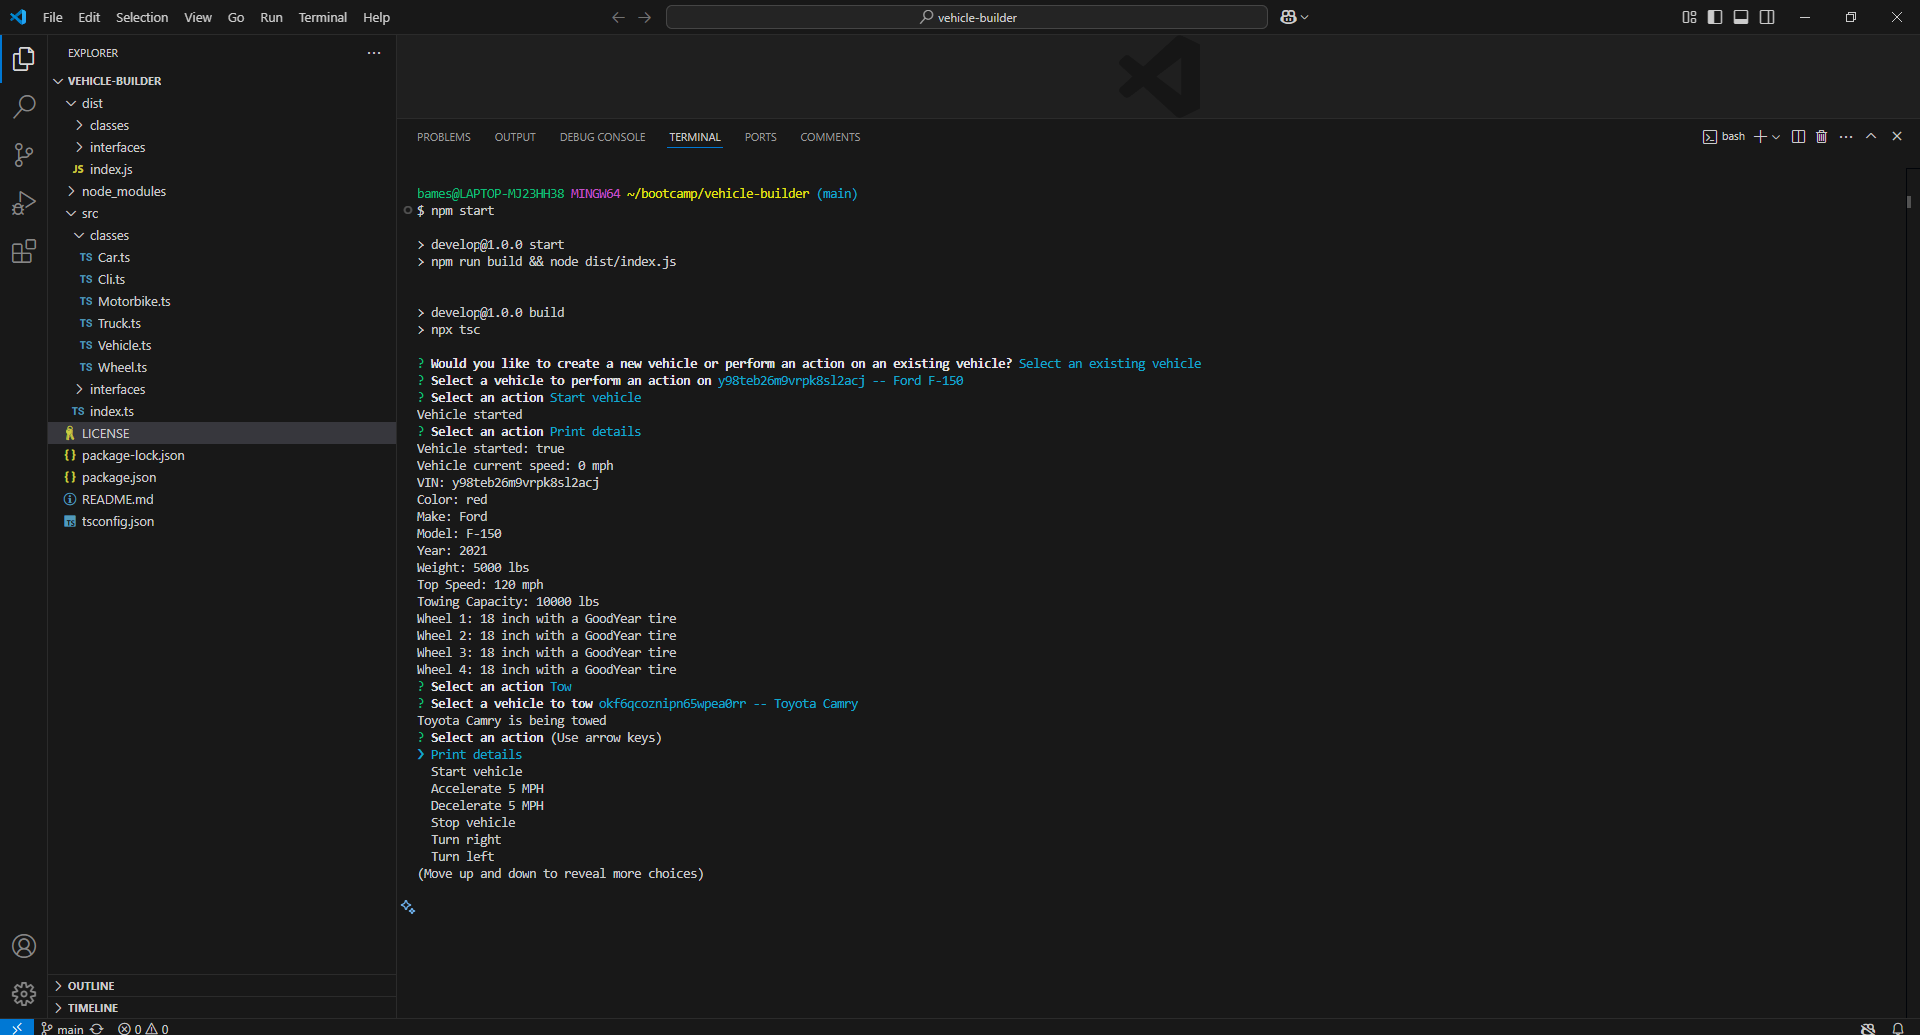 File Edit Selection View Go Run Terminal Help
vehicle-builder
EXPLORER
VEHICLE-BUILDER
dist
classes
interfaces
JS index.js
node_modules
src
classes
TS Car.ts
TS Cli.ts
TS Motorbike.ts
TS Truck.ts
TS Vehicle.ts
TS Wheel.ts
interfaces
TS index.ts
LICENSE
{} package-lock.json
{} package.json
README.md
TS tsconfig.json
OUTLINE
TIMELINE
main 0 0
PROBLEMS OUTPUT DEBUG CONSOLE TERMINAL PORTS COMMENTS
bash
bames@LAPTOP-MJ23HH38 MINGW64 ~/bootcamp/vehicle-builder (main)
$ npm start
> develop@1.0.0 start
> npm run build && node dist/index.js
> develop@1.0.0 build
> npx tsc
? Would you like to create a new vehicle or perform an action on an existing vehicle? Select an existing vehicle
? Select a vehicle to perform an action on y98teb26m9vrpk8sl2acj -- Ford F-150
? Select an action Start vehicle
Vehicle started
? Select an action Print details
Vehicle started: true
Vehicle current speed: 0 mph
VIN: y98teb26m9vrpk8sl2acj
Color: red
Make: Ford
Model: F-150
Year: 2021
Weight: 5000 lbs
Top Speed: 120 mph
Towing Capacity: 10000 lbs
Wheel 1: 18 inch with a GoodYear tire
Wheel 2: 18 inch with a GoodYear tire
Wheel 3: 18 inch with a GoodYear tire
Wheel 4: 18 inch with a GoodYear tire
? Select an action Tow
? Select a vehicle to tow okf6qcoznipn65wpea0rr -- Toyota Camry
Toyota Camry is being towed
? Select an action (Use arrow keys)
❯ Print details
Start vehicle
Accelerate 5 MPH
Decelerate 5 MPH
Stop vehicle
Turn right
Turn left
(Move up and down to reveal more choices)